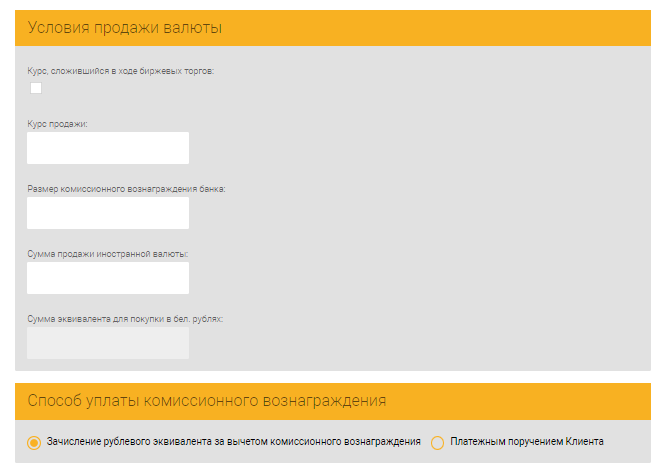 Условия продажи валюты
Курс, сложившийся в ходе биржевых торгов:
Курс продажи:
Размер комиссионного вознаграждения банка:
Сумма продажи иностранной валюты:
Сумма эквивалента для покупки в бел. рублях:
Способ уплаты комиссионного вознаграждения
Зачисление рублевого эквивалента за вычетом комиссионного вознаграждения Платежным поручением Клиента